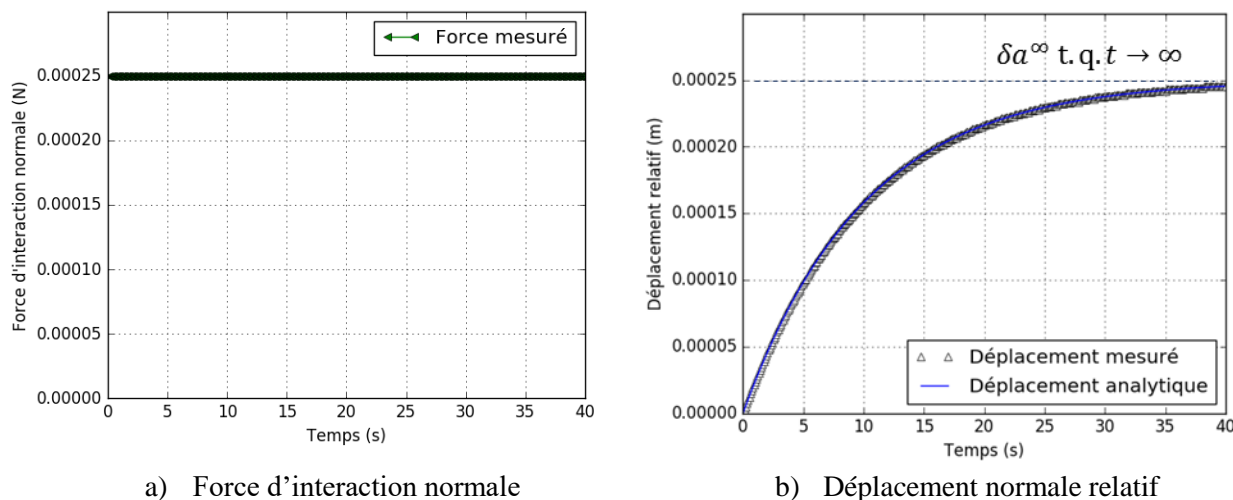 Force d'interaction normale (N)
0.00025
0.00020
0.00015
0.00010
0.00005
0.00000
Force mesuré
0 5 10 15 20 25 30 35 40
Temps (s)
a) Force d’interaction normale
Déplacement relatif (m)
0.00025
0.00020
0.00015
0.00010
0.00005
0.00000
δa^∞ t.q.t → ∞
Déplacement mesuré
Déplacement analytique
0 5 10 15 20 25 30 35 40
Temps (s)
b) Déplacement normale relatif